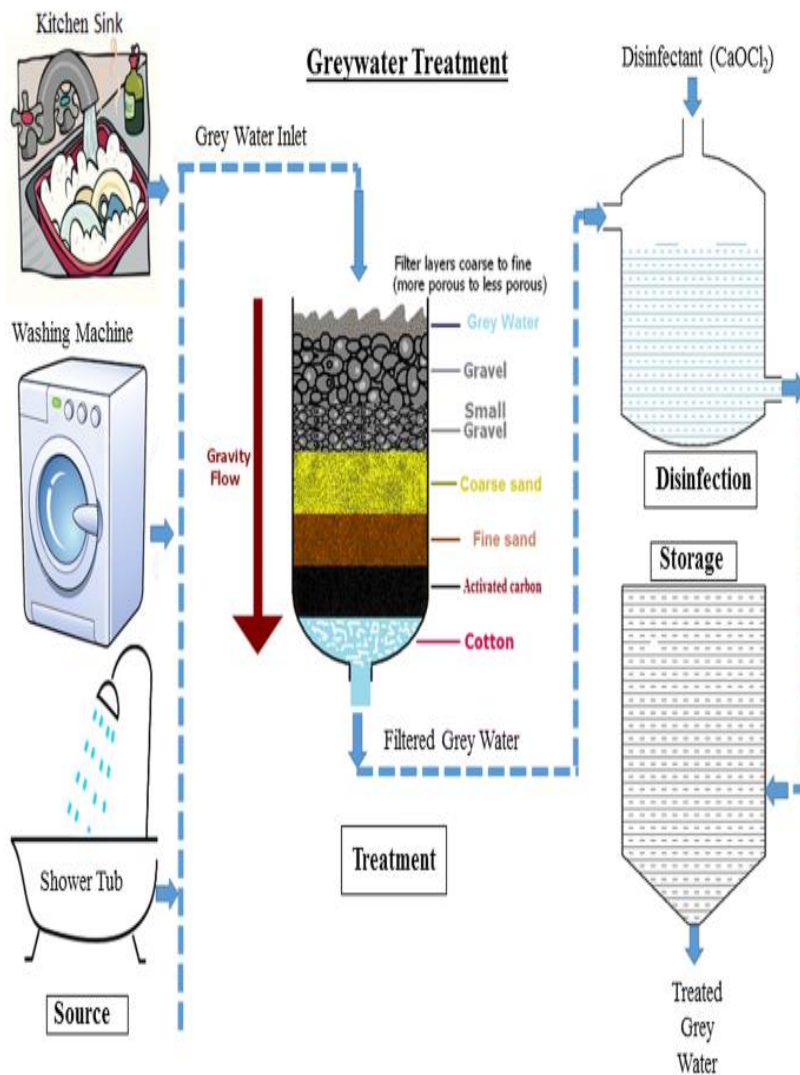 Kitchen Sink
Greywater Treatment
Disinfectant (CaOCl₂)
Grey Water Inlet
Filter layers coarse to fine
(more porous to less porous)
Grey Water
Washing Machine
Gravel
Small
Gravel
Gravity
Flow
Coarse sand
Disinfection
Fine sand
Storage
Activated carbon
Cotton
Filtered Grey Water
Treatment
Shower Tub
Source
Treated
Grey
Water